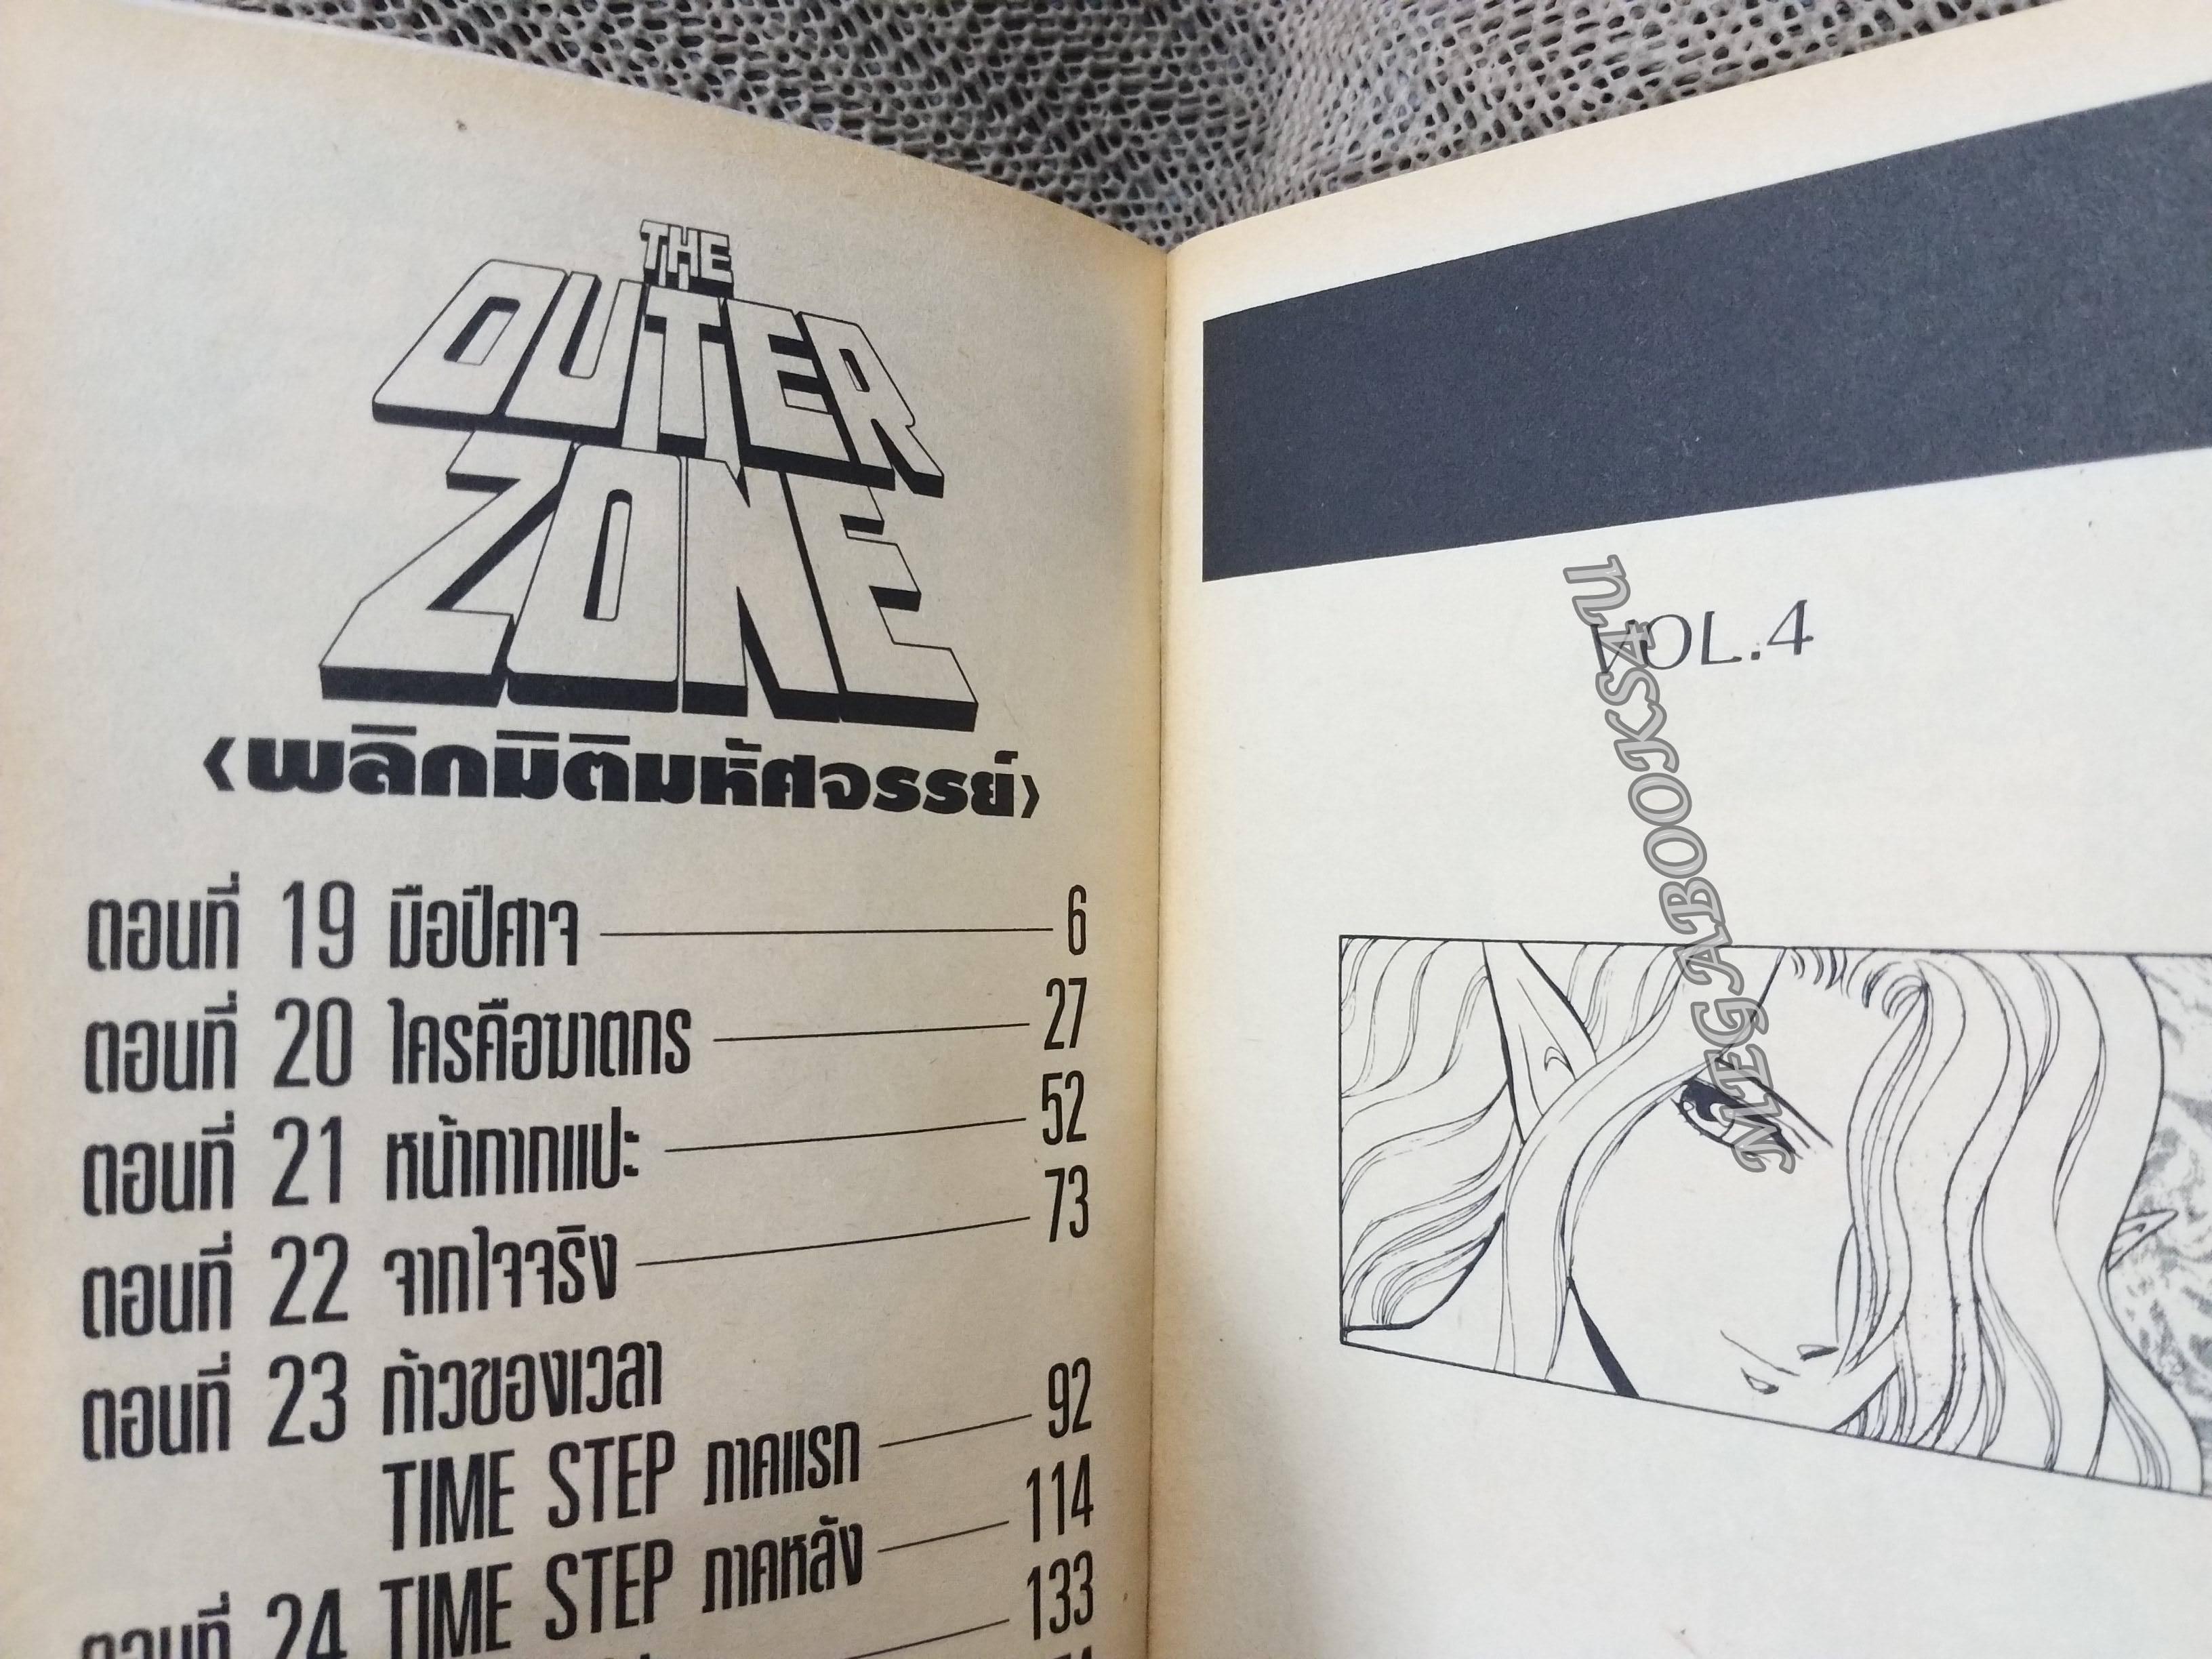 THE
OUTER
ZONE
<พลิกมิติมหัศจรรย์>
ตอนที่ 19 มือปีศาจ 6
ตอนที่ 20 ใครคือฆาตกร 27
ตอนที่ 21 หน้ากากแปะ 52
ตอนที่ 22 จากใจจริง 73
ตอนที่ 23 ก้าวของเวลา
TIME STEP ภาคแรก 92
ตอนที่ 24 TIME STEP ภาคหลัง 114
133
VOL.4
MEGABOOKS4U